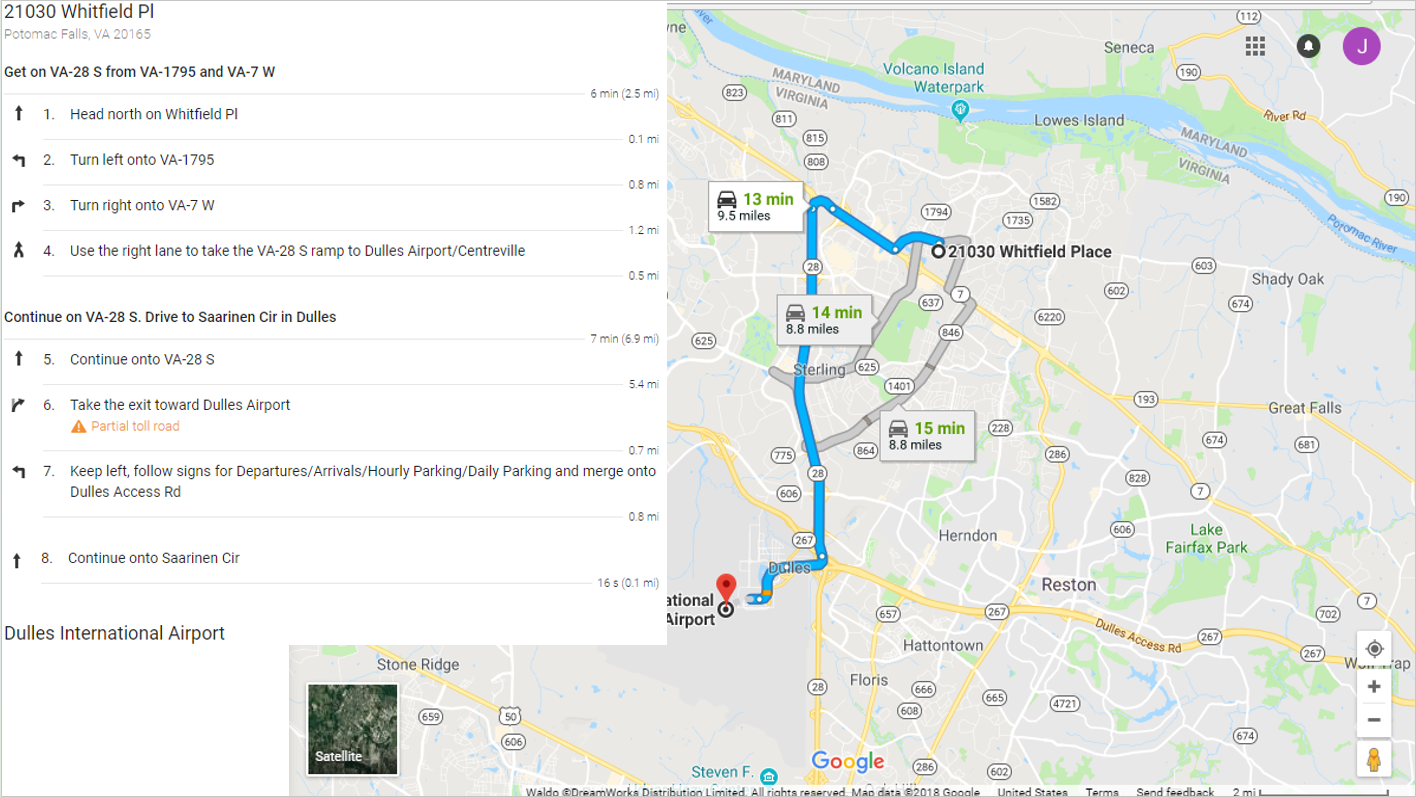 21030 Whitfield Pl
Potomac Falls, VA 20165
Get on VA-28 S from VA-1795 and VA-7 W
6 min (2.5 mi)
1. Head north on Whitfield Pl
0.1 mi
2. Turn left onto VA-1795
0.8 mi
3. Turn right onto VA-7 W
1.2 mi
4. Use the right lane to take the VA-28 S ramp to Dulles Airport/Centreville
0.5 mi
Continue on VA-28 S. Drive to Saarinen Cir in Dulles
7 min (6.9 mi)
5. Continue onto VA-28 S
5.4 mi
6. Take the exit toward Dulles Airport
Partial toll road
0.7 mi
7. Keep left, follow signs for Departures/Arrivals/Hourly Parking/Daily Parking and merge onto
Dulles Access Rd
0.8 mi
8. Continue onto Saarinen Cir
16 s (0.1 mi)
Dulles International Airport
112
Seneca
J
190
Volcano Island
Waterpark
MARYLAND
VIRGINIA
823
811
815
808
Lowes Island
River Rd
MARYLAND
VIRGINIA
190
Potomac River
13 min
9.5 miles
1794
1582
1735
21030 Whitfield Place
28
603
602
Shady Oak
674
14 min
8.8 miles
637
7
6220
846
625
Sterling
625
1401
193
Great Falls
15 min
8.8 miles
228
674
681
775
864
286
28
828
606
7
606
Lake
Fairfax Park
267
Herndon
Dulles
Reston
ational
Airport
657
267
7
702
Dulles Access Rd
267
267
Hattontown
Wolf Trap
Stone Ridge
Floris
28
666
665
4721
608
659
50
606
674
Satellite
Google
286
602
Steven F.
Waldo ©DreamWorks Distribution Limited. All rights reserved. Map data ©2018 Google United States Terms Send feedback 2 mi